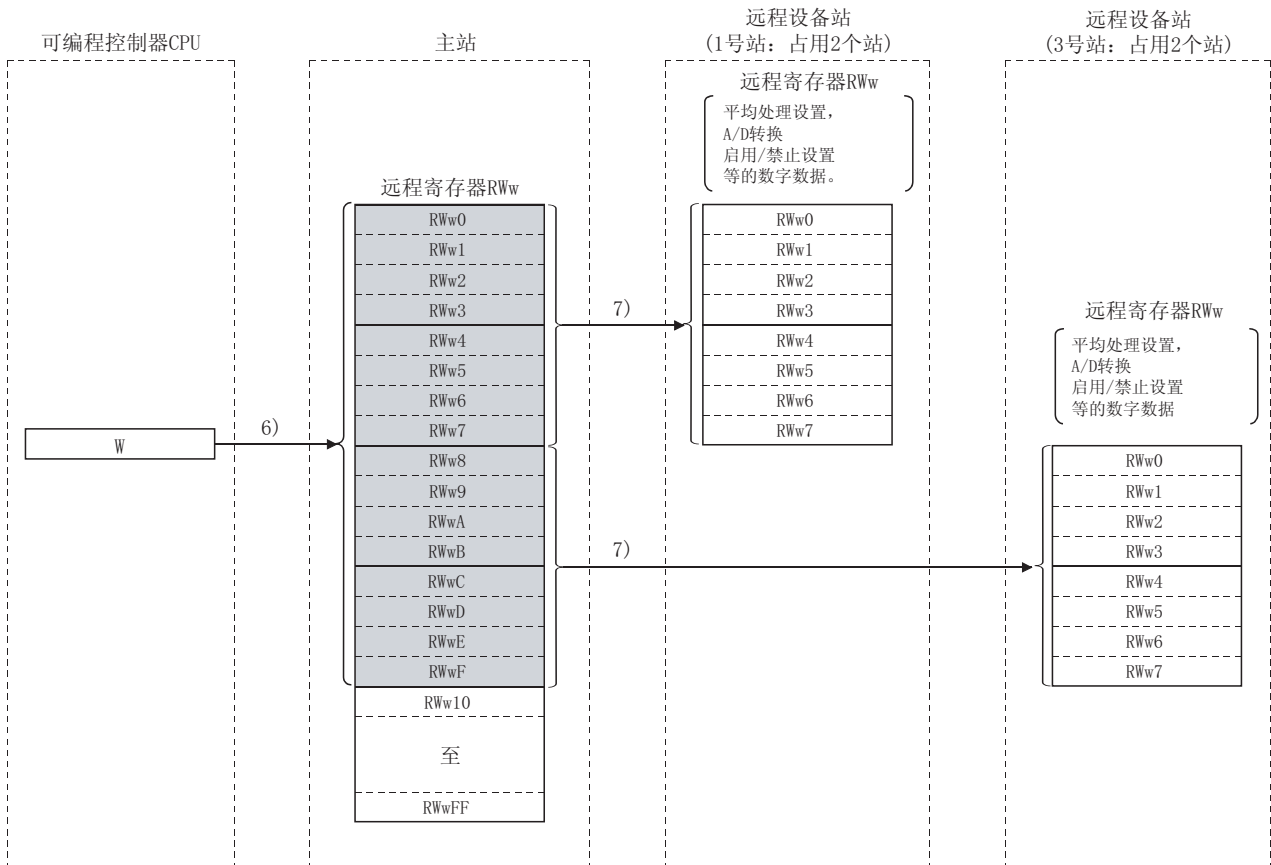 可编程控制器CPU
主站
远程设备站
(1号站：占用2个站)
远程设备站
(3号站：占用2个站)
远程寄存器RWw
平均处理设置，
A/D转换
启用/禁止设置
等的数字数据。
远程寄存器RWw
RWw0
RWw1
RWw2
RWw3
RWw4
RWw5
RWw6
RWw7
RWw8
RWw9
RWwA
RWwB
RWwC
RWwD
RWwE
RWwF
RWw10
至
RWwFF
W
6)
7)
7)
RWw0
RWw1
RWw2
RWw3
RWw4
RWw5
RWw6
RWw7
远程寄存器RWw
平均处理设置，
A/D转换
启用/禁止设置
等的数字数据
RWw0
RWw1
RWw2
RWw3
RWw4
RWw5
RWw6
RWw7